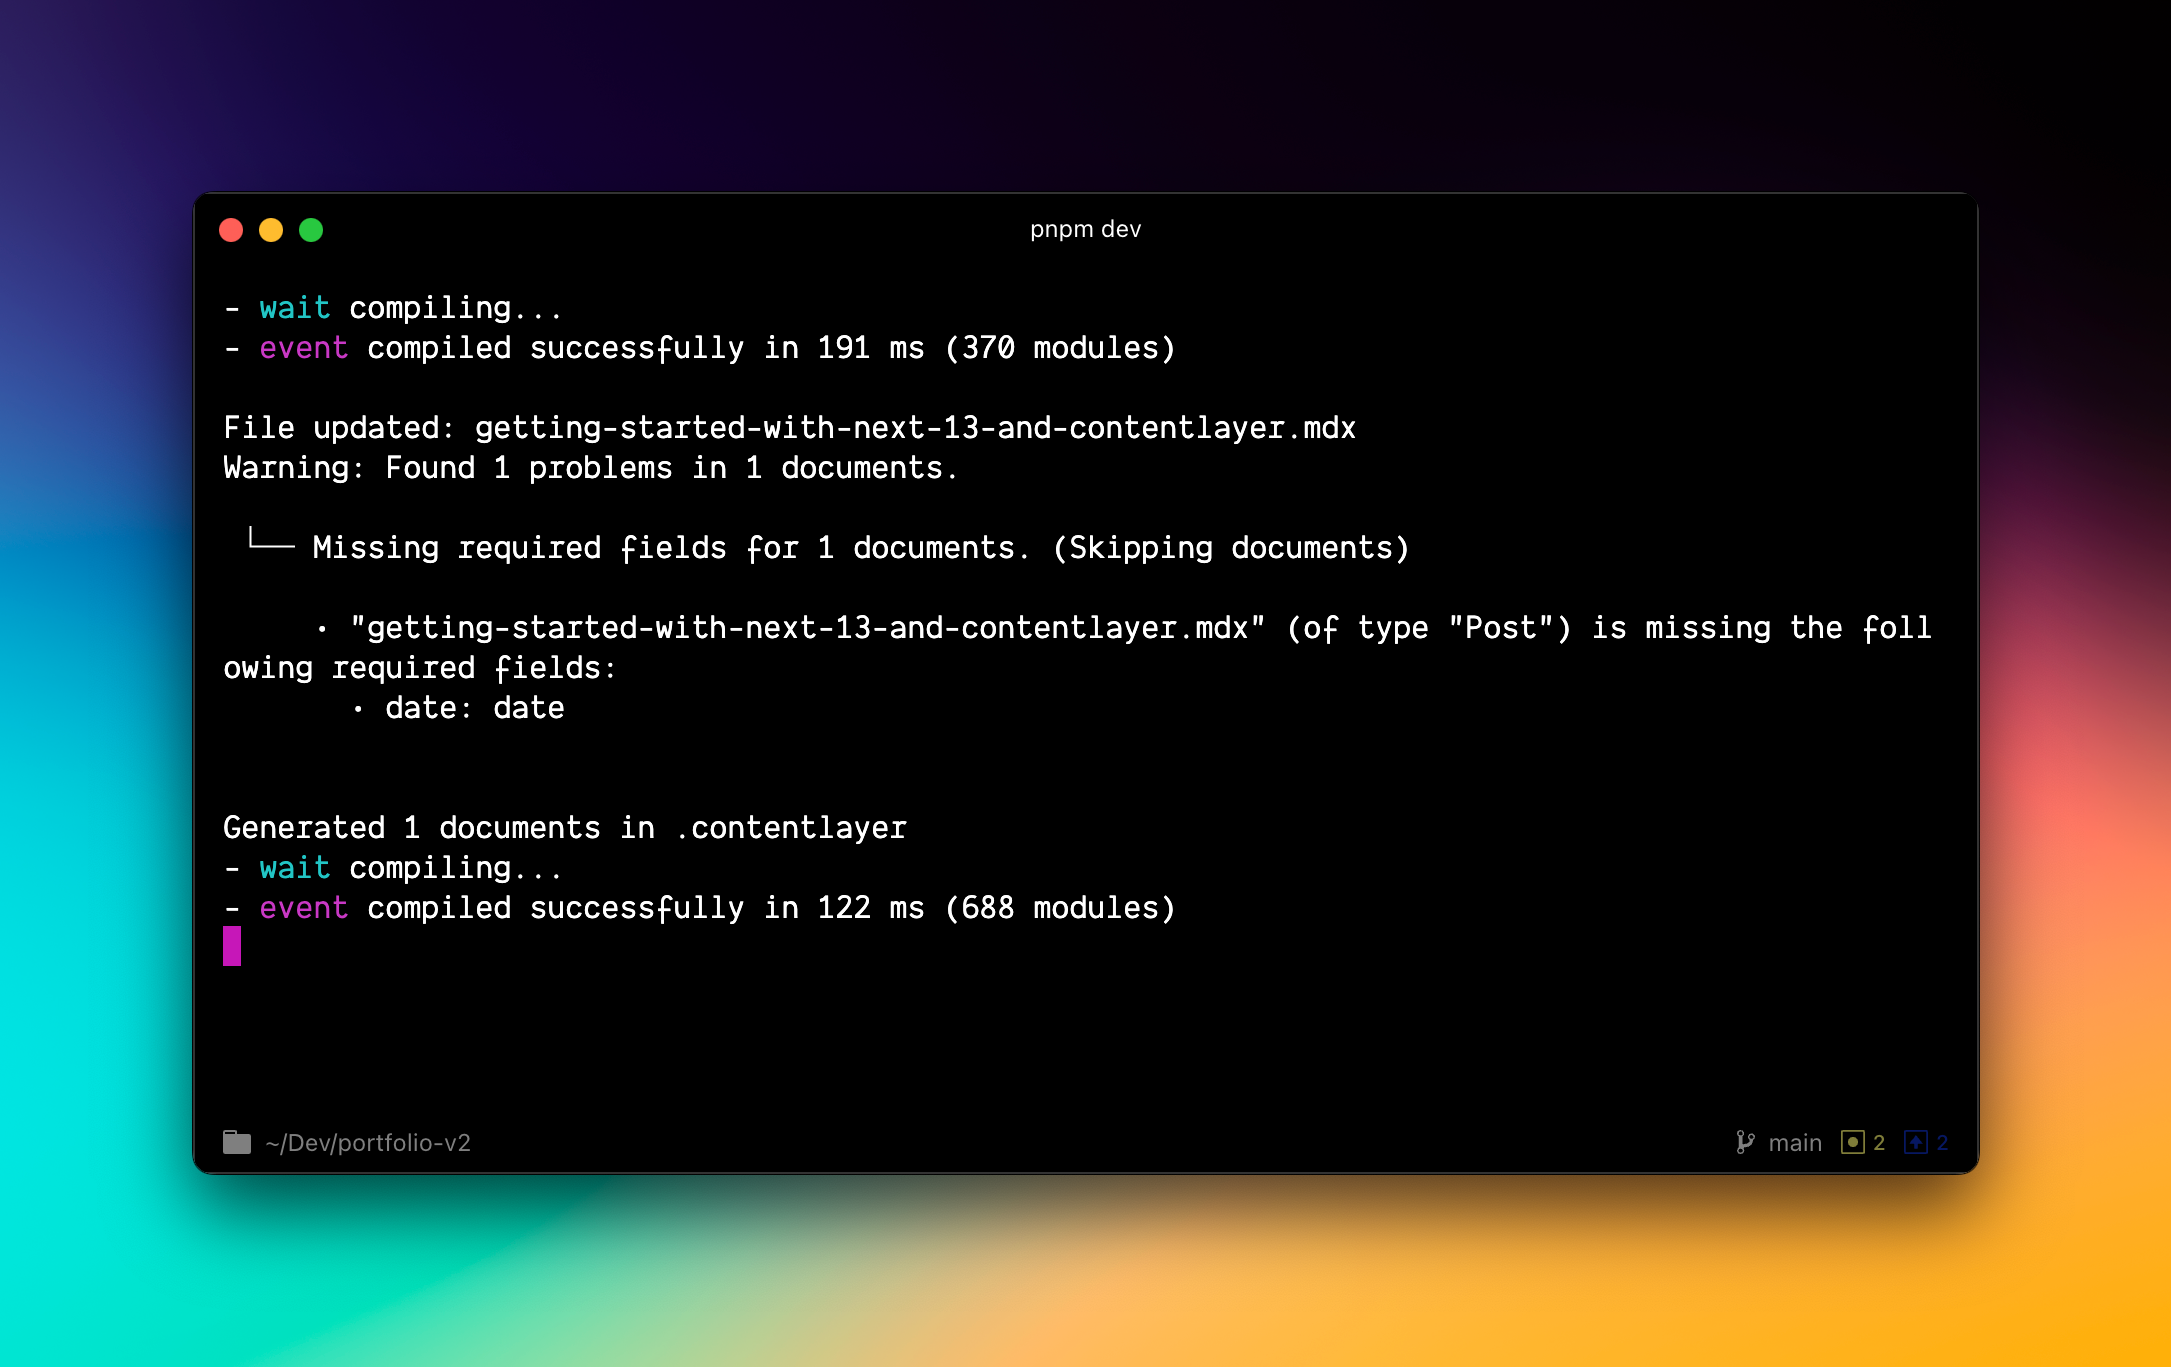 pnpm dev
- wait compiling...
- event compiled successfully in 191 ms (370 modules)
File updated: getting-started-with-next-13-and-contentlayer.mdx
Warning: Found 1 problems in 1 documents.
└── Missing required fields for 1 documents. (Skipping documents)
• "getting-started-with-next-13-and-contentlayer.mdx" (of type "Post") is missing the foll
owing required fields:
• date: date
Generated 1 documents in .contentlayer
- wait compiling...
- event compiled successfully in 122 ms (688 modules)
~/Dev/portfolio-v2
main 2 2